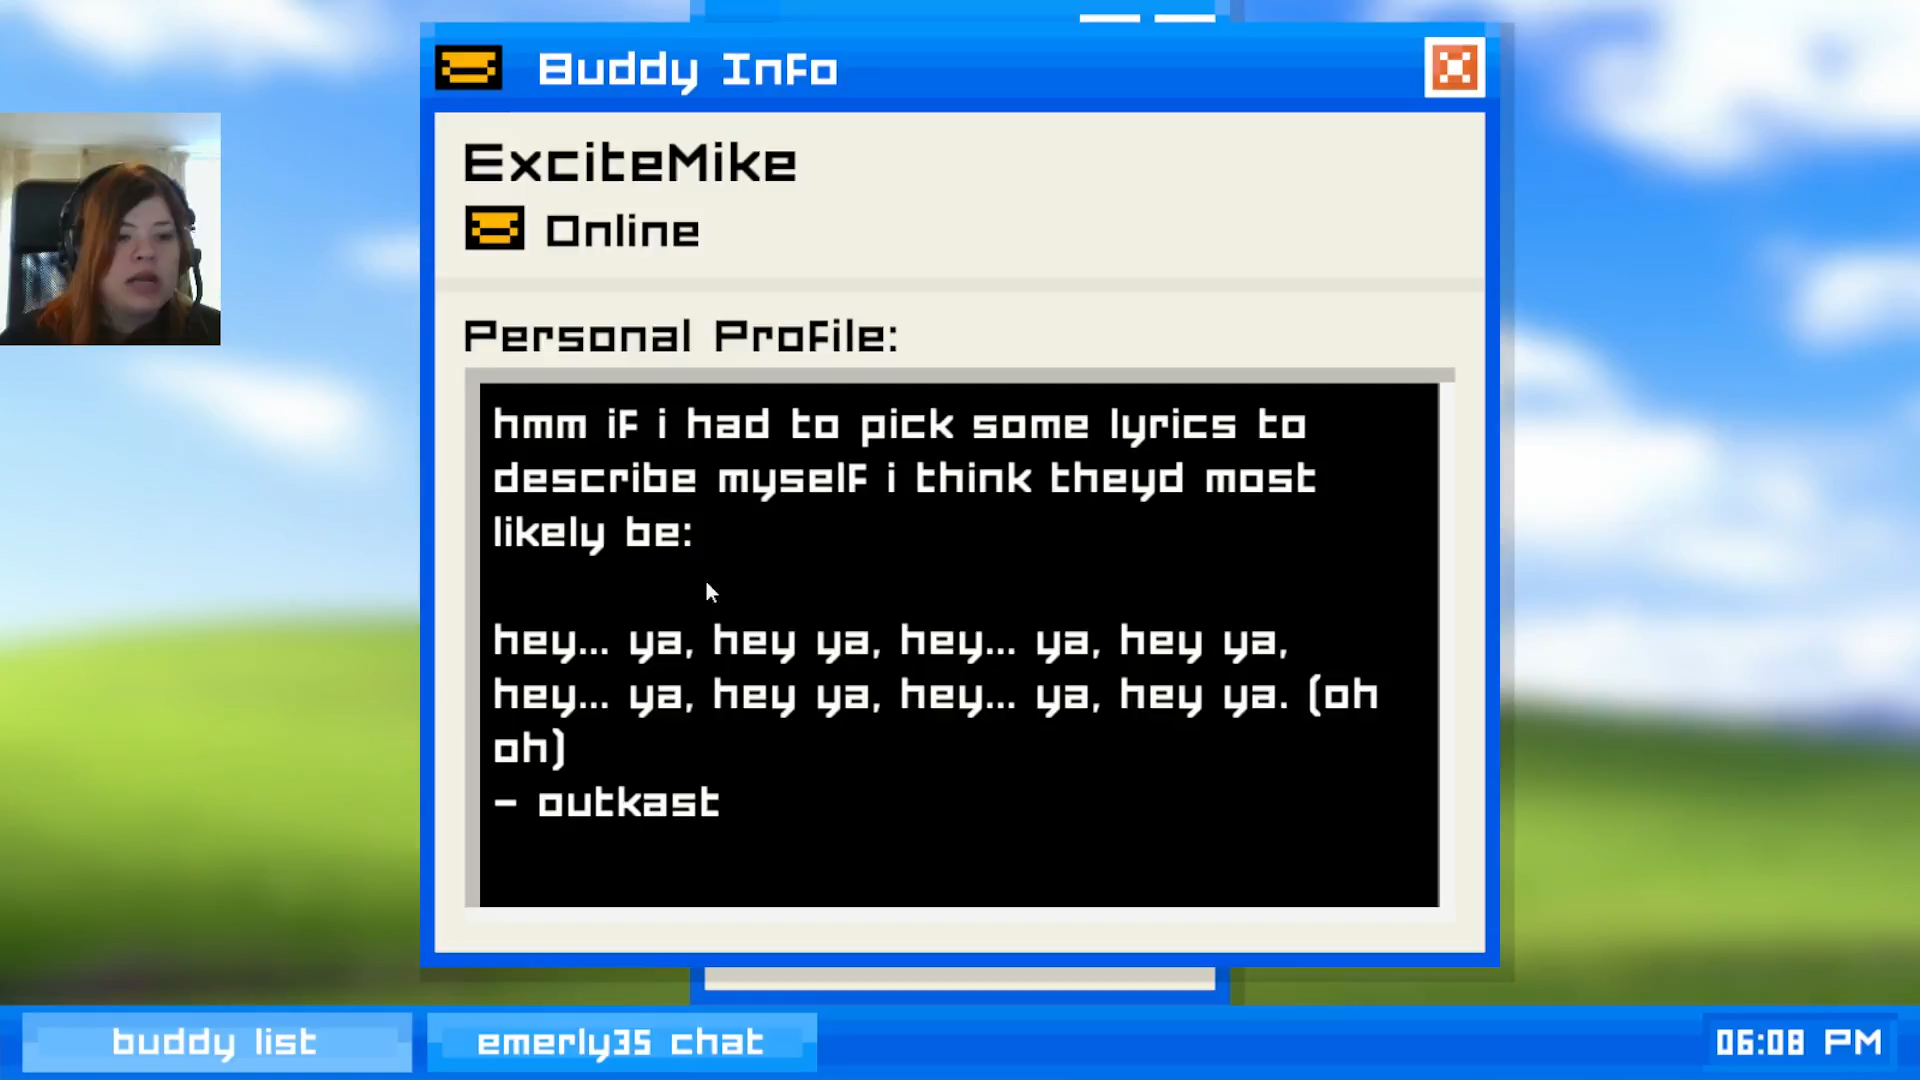 Buddy Info
ExciteMike
Online
Personal Profile:
hmm if i had to pick some lyrics to
describe myself i think theyd most
likely be:
hey... ya, hey ya, hey... ya, hey ya,
hey... ya, hey ya, hey... ya, hey ya. (oh
oh)
- outkast
buddy list
emerly35 chat
06:08 PM